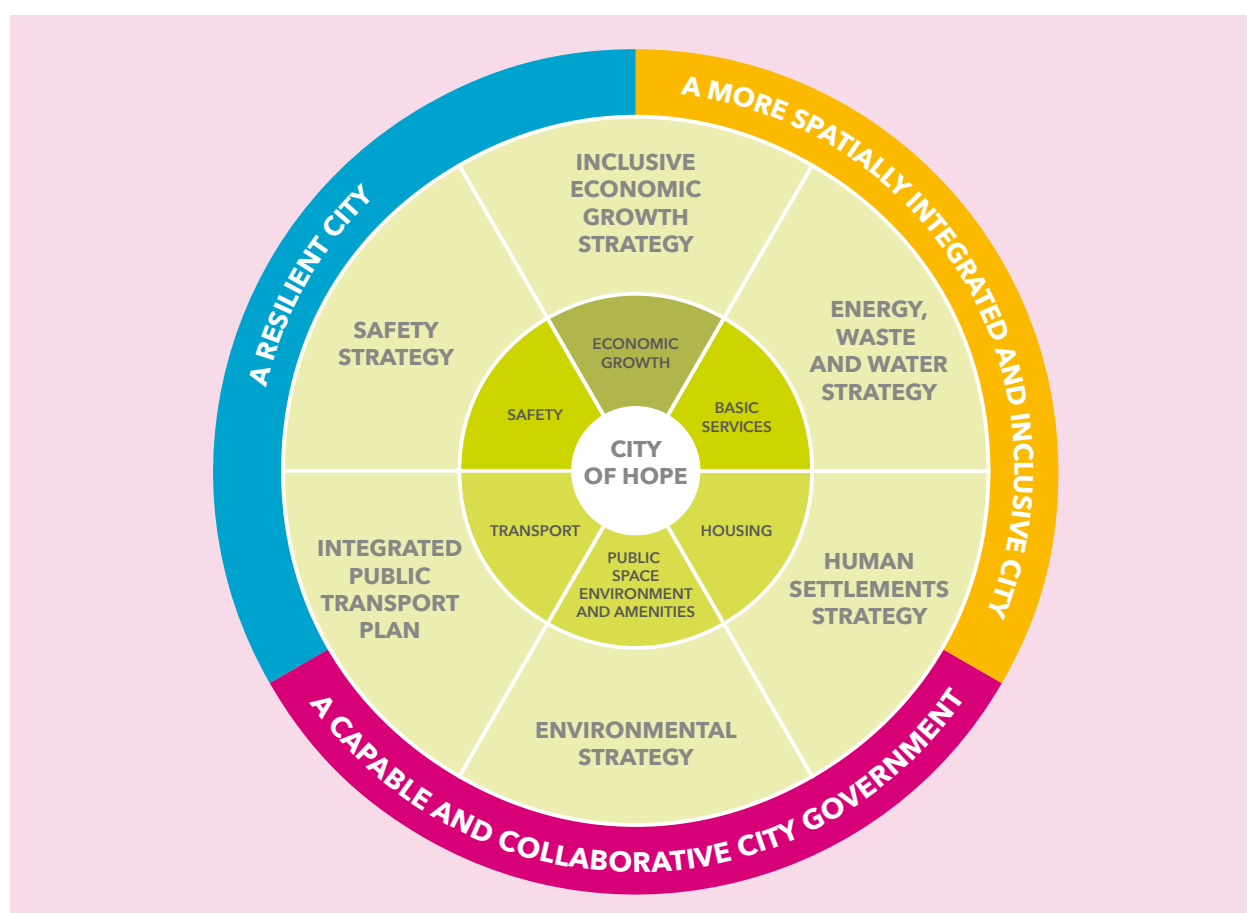 A RESILIENT CITY
A MORE SPATIALLY INTEGRATED AND INCLUSIVE CITY
A CAPABLE AND COLLABORATIVE CITY GOVERNMENT
INCLUSIVE
ECONOMIC
GROWTH
STRATEGY
ENERGY,
WASTE
AND WATER
STRATEGY
HUMAN
SETTLEMENTS
STRATEGY
ENVIRONMENTAL
STRATEGY
INTEGRATED
PUBLIC
TRANSPORT
PLAN
SAFETY
STRATEGY
ECONOMIC
GROWTH
BASIC
SERVICES
HOUSING
PUBLIC
SPACE
ENVIRONMENT
AND AMENITIES
TRANSPORT
SAFETY
CITY
OF HOPE